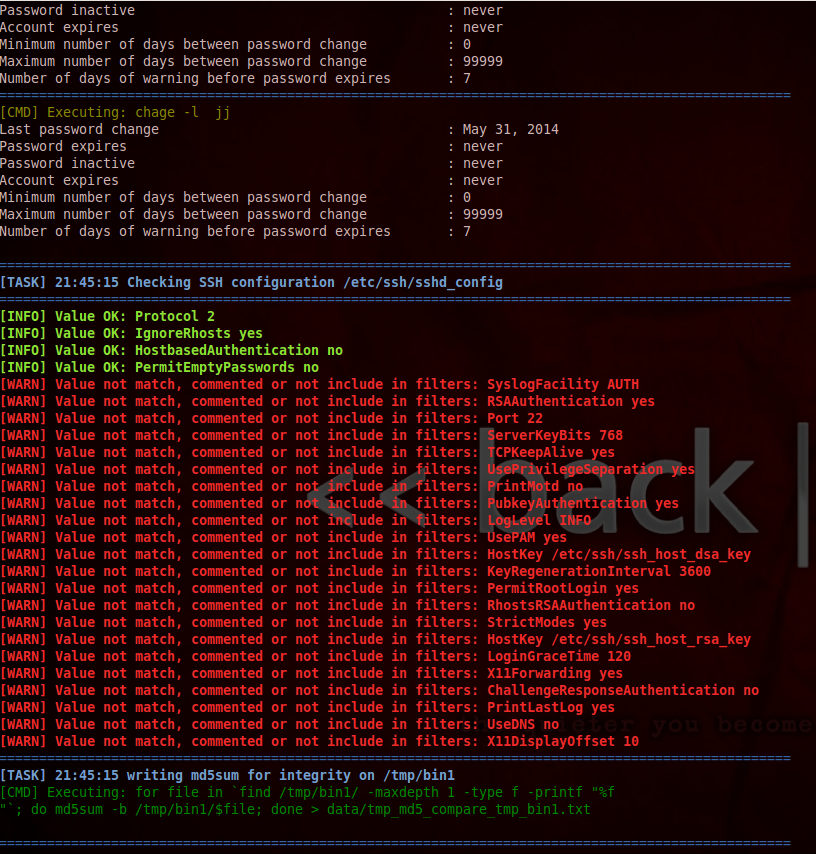 Password inactive : never
Account expires : never
Minimum number of days between password change : 0
Maximum number of days between password change : 99999
Number of days of warning before password expires : 7
===================================================================================================
[CMD] Executing: chage -l  jj
Last password change : May 31, 2014
Password expires : never
Password inactive : never
Account expires : never
Minimum number of days between password change : 0
Maximum number of days between password change : 99999
Number of days of warning before password expires : 7
===================================================================================================
[TASK] 21:45:15 Checking SSH configuration /etc/ssh/sshd_config
===================================================================================================
[INFO] Value OK: Protocol 2
[INFO] Value OK: IgnoreRhosts yes
[INFO] Value OK: HostbasedAuthentication no
[INFO] Value OK: PermitEmptyPasswords no
[WARN] Value not match, commented or not include in filters: SyslogFacility AUTH
[WARN] Value not match, commented or not include in filters: RSAAuthentication yes
[WARN] Value not match, commented or not include in filters: Port 22
[WARN] Value not match, commented or not include in filters: ServerKeyBits 768
[WARN] Value not match, commented or not include in filters: TCPKeepAlive yes
[WARN] Value not match, commented or not include in filters: UsePrivilegeSeparation yes
[WARN] Value not match, commented or not include in filters: PrintMotd no
[WARN] Value not match, commented or not include in filters: PubkeyAuthentication yes
[WARN] Value not match, commented or not include in filters: LogLevel INFO
[WARN] Value not match, commented or not include in filters: UsePAM yes
[WARN] Value not match, commented or not include in filters: HostKey /etc/ssh/ssh_host_dsa_key
[WARN] Value not match, commented or not include in filters: KeyRegenerationInterval 3600
[WARN] Value not match, commented or not include in filters: PermitRootLogin yes
[WARN] Value not match, commented or not include in filters: RhostsRSAAuthentication no
[WARN] Value not match, commented or not include in filters: StrictModes yes
[WARN] Value not match, commented or not include in filters: HostKey /etc/ssh/ssh_host_rsa_key
[WARN] Value not match, commented or not include in filters: LoginGraceTime 120
[WARN] Value not match, commented or not include in filters: X11Forwarding yes
[WARN] Value not match, commented or not include in filters: ChallengeResponseAuthentication no
[WARN] Value not match, commented or not include in filters: PrintLastLog yes
[WARN] Value not match, commented or not include in filters: UseDNS no
[WARN] Value not match, commented or not include in filters: X11DisplayOffset 10
===================================================================================================
[TASK] 21:45:15 writing md5sum for integrity on /tmp/bin1
[CMD] Executing: for file in `find /tmp/bin1/ -maxdepth 1 -type f -printf "%f
"`; do md5sum -b /tmp/bin1/$file; done > data/tmp_md5_compare_tmp_bin1.txt
===================================================================================================
<< back |
you become